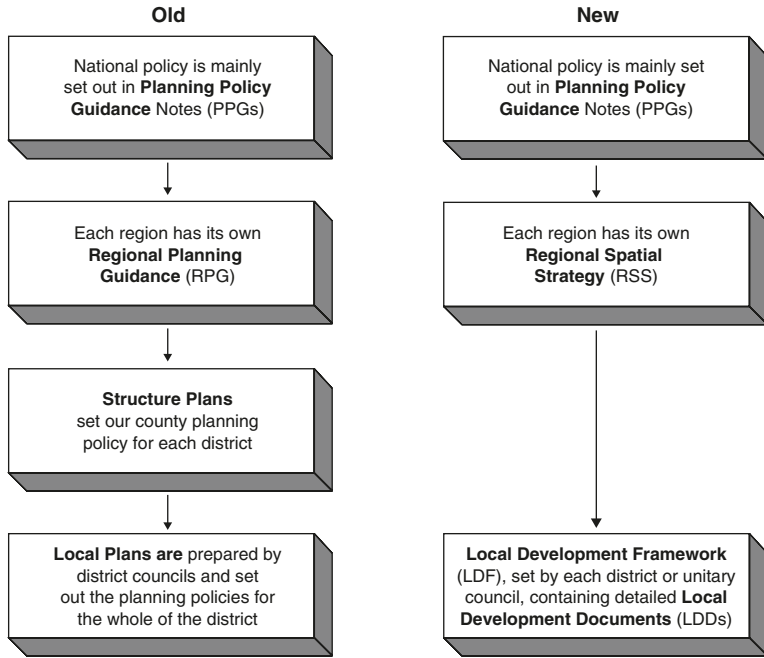 Old
National policy is mainly
set out in Planning Policy
Guidance Notes (PPGs)
Each region has its own
Regional Planning
Guidance (RPG)
Structure Plans
set our county planning
policy for each district
Local Plans are prepared by
district councils and set
out the planning policies for
the whole of the district
New
National policy is mainly set
out in Planning Policy
Guidance Notes (PPGs)
Each region has its own
Regional Spatial
Strategy (RSS)
Local Development Framework
(LDF), set by each district or unitary
council, containing detailed Local
Development Documents (LDDs)